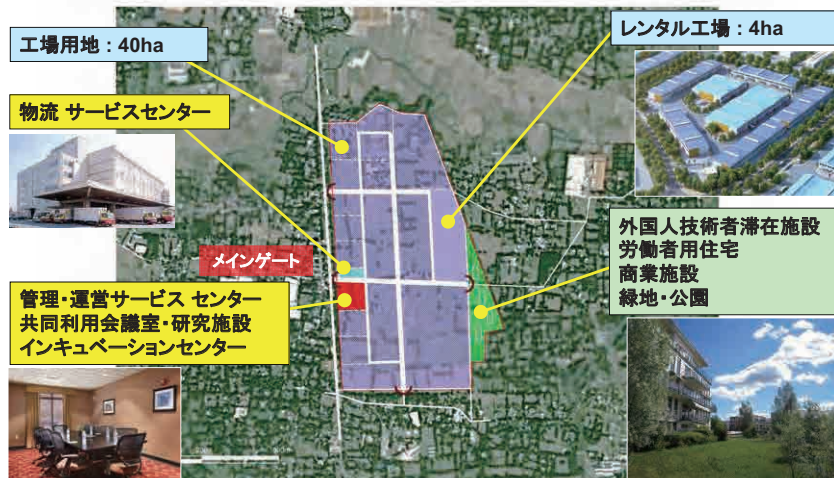 工場用地 : 40ha
レンタル工場 : 4ha
物流 サービスセンター
外国人技術者滞在施設
労働者用住宅
商業施設
緑地・公園
メインゲート
管理・運営サービス センター
共同利用会議室・研究施設
インキュベーションセンター